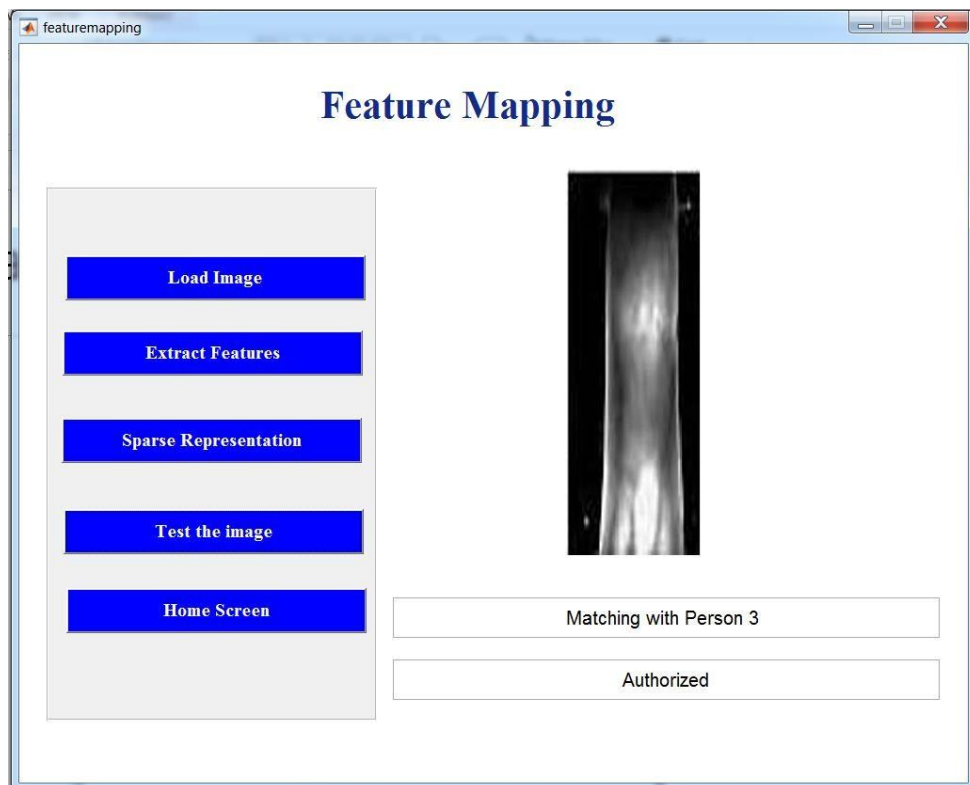 featuremapping
Feature Mapping
Load Image
Extract Features
Sparse Representation
Test the image
Home Screen
Matching with Person 3
Authorized